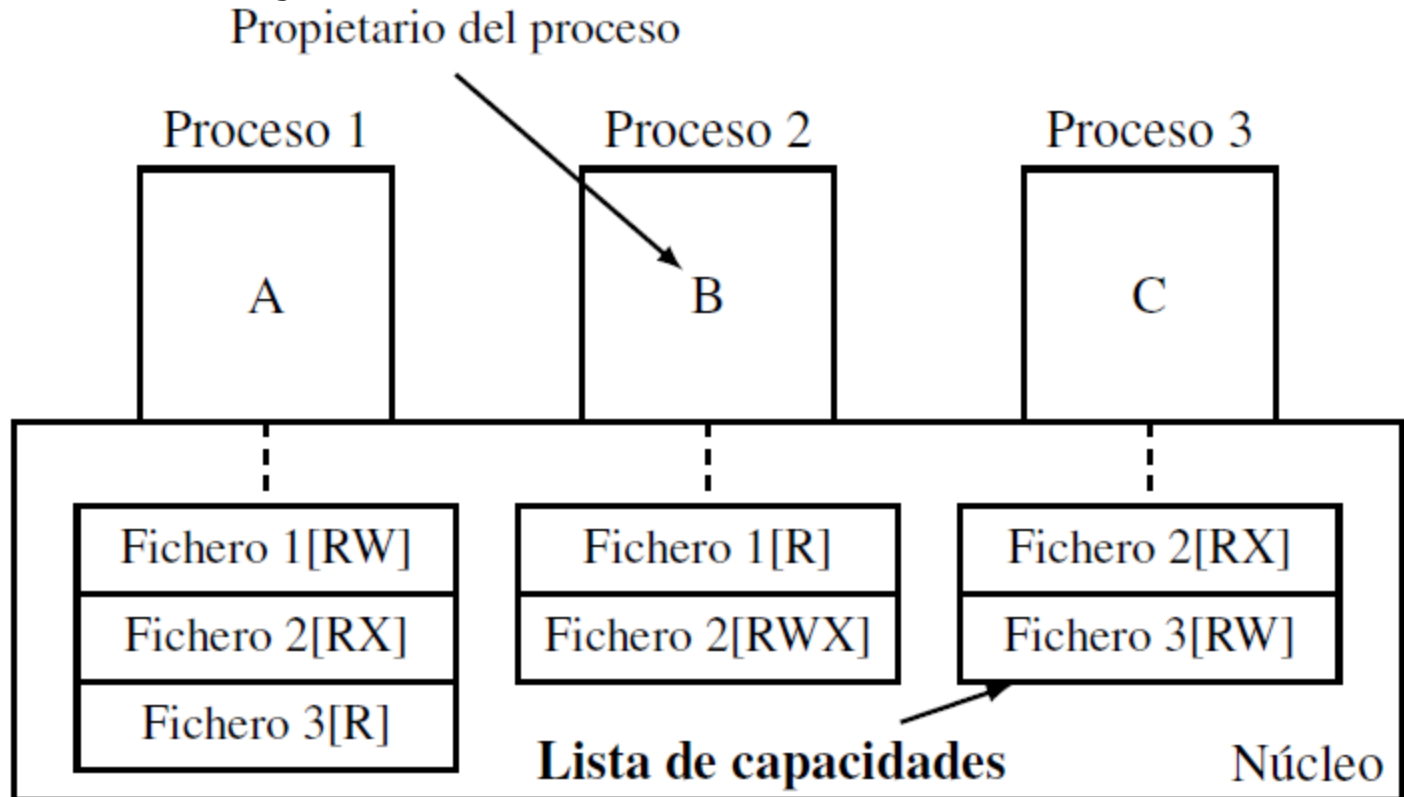 Propietario del proceso
Proceso 1
Proceso 2
Proceso 3
A
B
C
Fichero 1[RW]
Fichero 2[RX]
Fichero 3[R]
Fichero 1[R]
Fichero 2[RWX]
Fichero 2[RX]
Fichero 3[RW]
Lista de capacidades
Núcleo